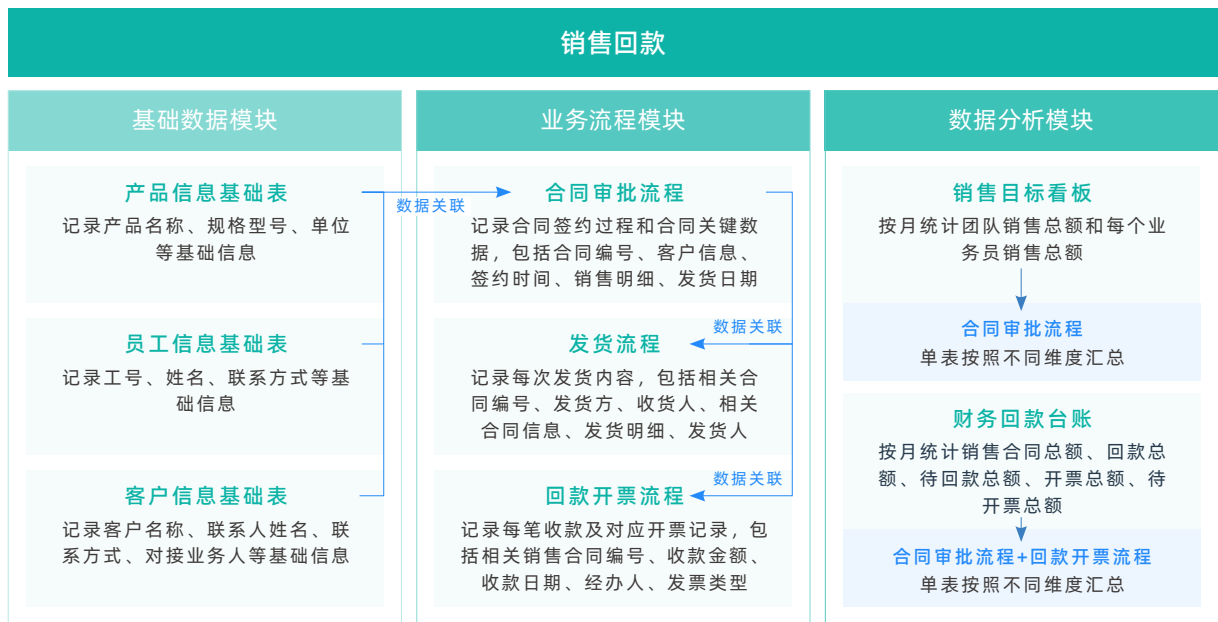 销售回款
基础数据模块
产品信息基础表
记录产品名称、规格型号、单位
等基础信息
员工信息基础表
记录工号、姓名、联系方式等基
础信息
客户信息基础表
记录客户名称、联系人姓名、联
系方式、对接业务人等基础信息
数据关联
业务流程模块
合同审批流程
记录合同签约过程和合同关键数
据，包括合同编号、客户信息、
签约时间、销售明细、发货日期
数据关联
发货流程
记录每次发货内容，包括相关合
同编号、发货方、收货人、相关
合同信息、发货明细、发货人
数据关联
回款开票流程
记录每笔收款及对应开票记录，包
括相关销售合同编号、收款金额、
收款日期、经办人、发票类型
数据分析模块
销售目标看板
按月统计团队销售总额和每个业
务员销售总额
合同审批流程
单表按照不同维度汇总
财务回款台账
按月统计销售合同总额、回款总
额、待回款总额、开票总额、待
开票总额
合同审批流程+回款开票流程
单表按照不同维度汇总